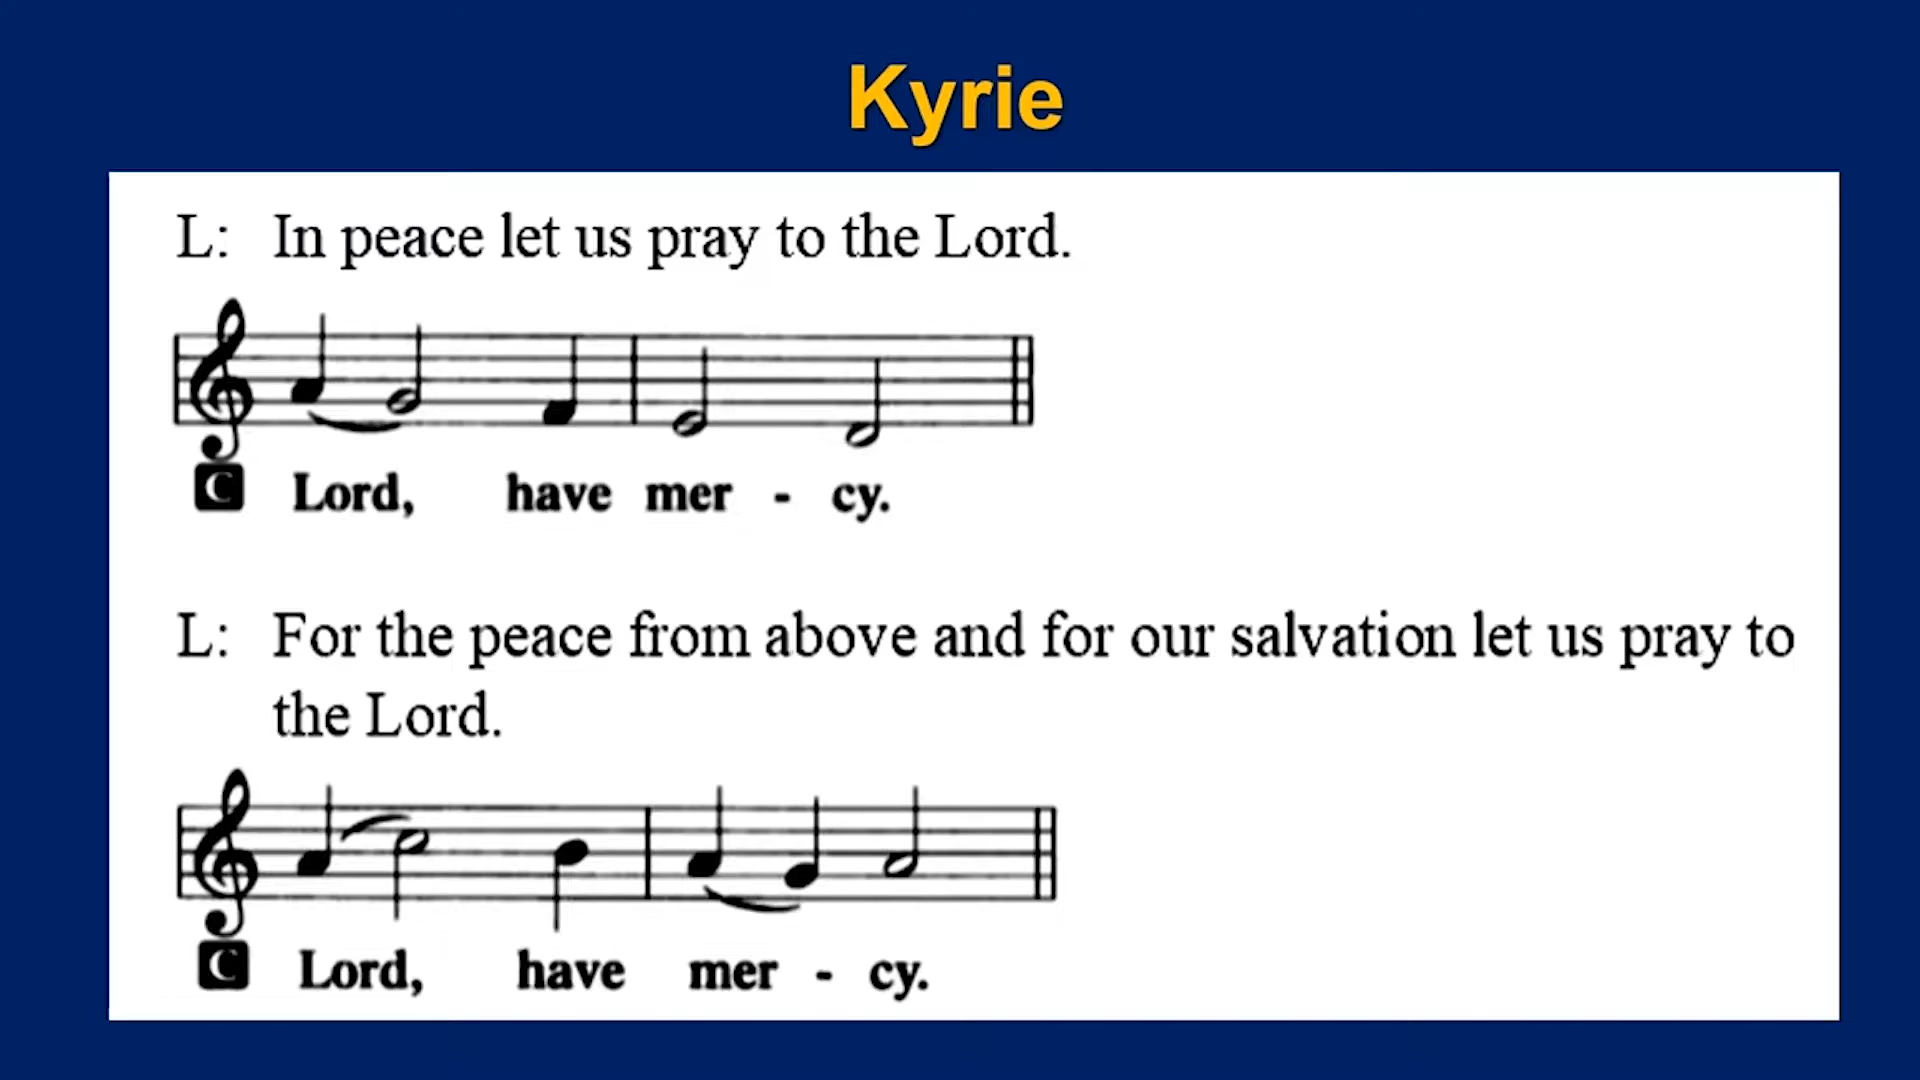 Kyrie
L: In peace let us pray to the Lord.
C Lord, have mer - cy.
L: For the peace from above and for our salvation let us pray to
the Lord.
C Lord, have mer - cy.